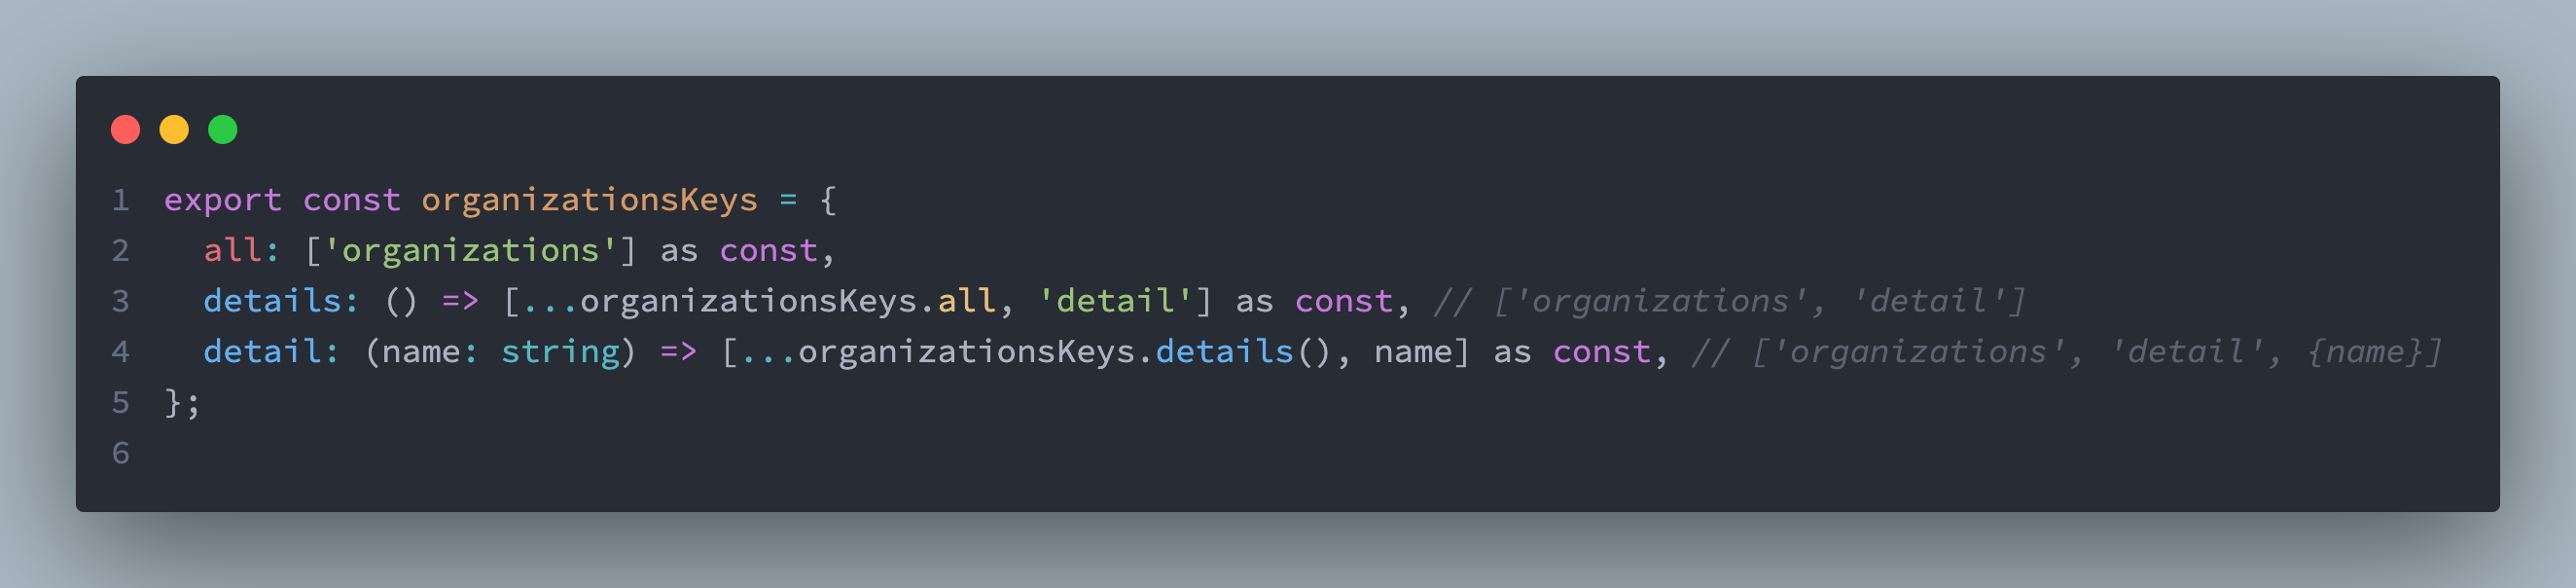 1 export const organizationsKeys = {
2   all: ['organizations'] as const,
3   details: () => [...organizationsKeys.all, 'detail'] as const, // ['organizations', 'detail']
4   detail: (name: string) => [...organizationsKeys.details(), name] as const, // ['organizations', 'detail', {name}]
5 };
6